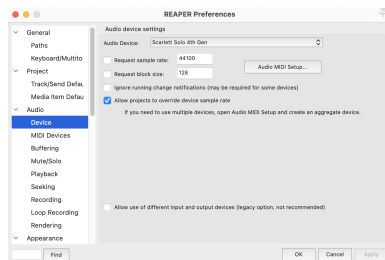 REAPER Preferences
General
Paths
Keyboard/Multito
Project
Track/Send Defau
Media Item Defau
Audio
Device
MIDI Devices
Buffering
Mute/Solo
Playback
Seeking
Recording
Loop Recording
Rendering
Appearance
Find
Audio device settings
Audio Device: Scarlett Solo 4th Gen
Request sample rate: 44100
Request block size: 128
Audio MIDI Setup...
Ignore running change notifications (may be required for some devices)
Allow projects to override device sample rate
If you need to use multiple devices, open Audio MIDI Setup and create an aggregate device.
Allow use of different input and output devices (legacy option, not recommended)
OK Cancel Apply